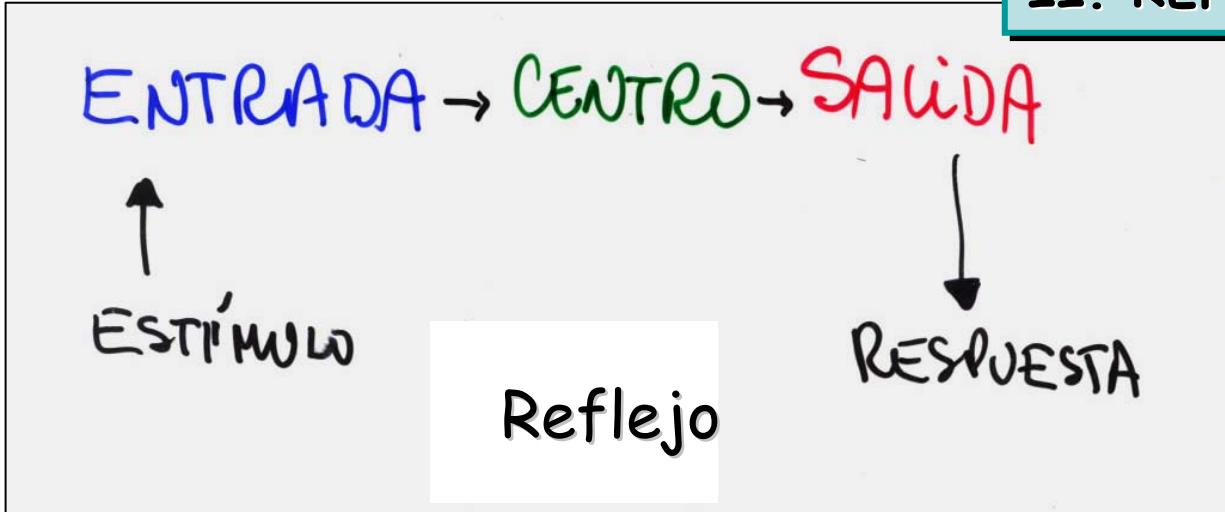 ENTRADA → CENTRO → SALIDA
ESTÍMULO
RESPUESTA
Reflejo